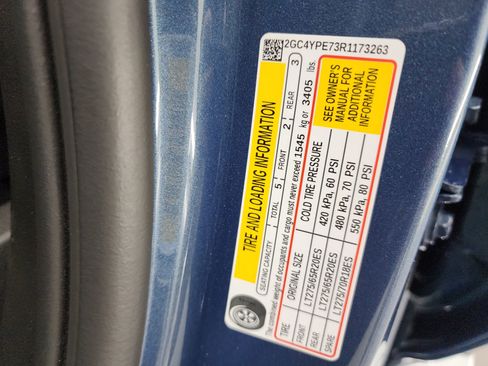 2GC4YPE73R1173263
TIRE AND LOADING INFORMATION
SEATING CAPACITY TOTAL 5 FRONT 2 REAR 3
The combined weight of occupants and cargo must never exceed 1545 kg or 3405 lbs.
TIRE ORIGINAL SIZE COLD TIRE PRESSURE
FRONT LT275/65R20ES 420 kPa, 60 PSI
REAR LT275/65R20ES 480 kPa, 70 PSI
SPARE LT275/70R18ES 550 kPa, 80 PSI
SEE OWNER'S
MANUAL FOR
ADDITIONAL
INFORMATION